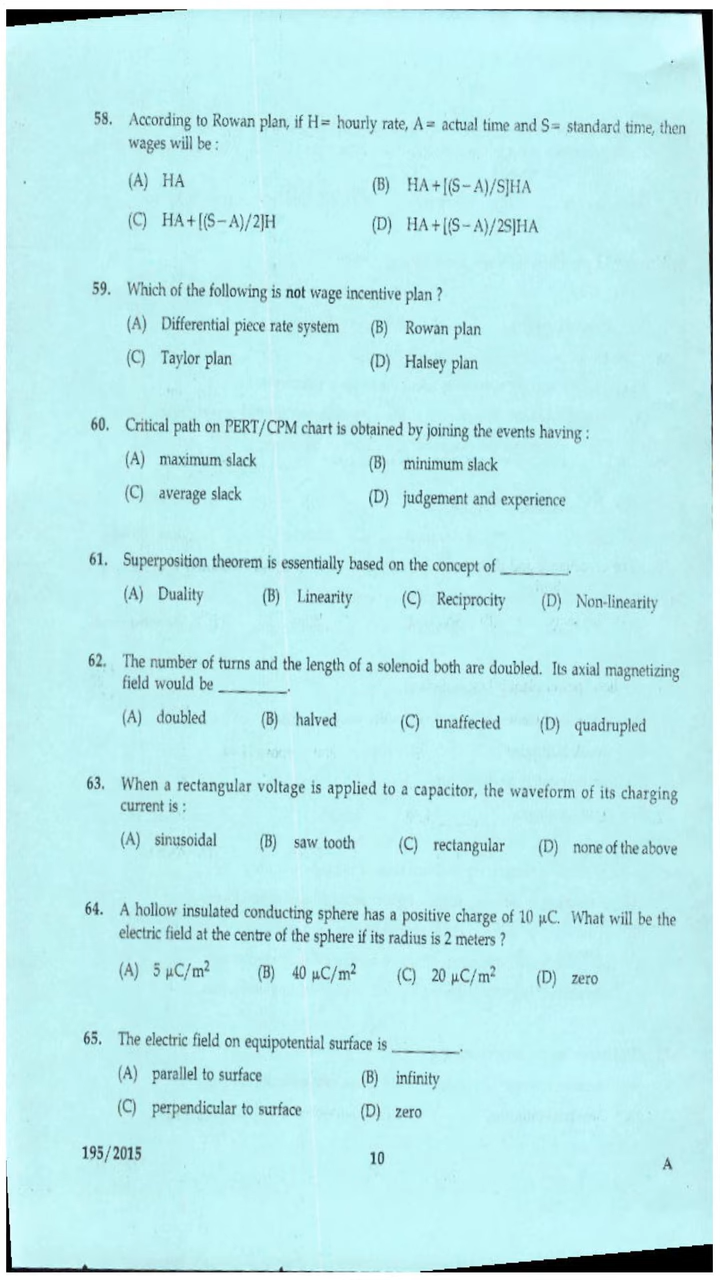 58. According to Rowan plan, if H= hourly rate, A= actual time and S= standard time, then
wages will be :
(A) HA (B) HA+[(S-A)/S]HA
(C) HA+[(S-A)/2]H (D) HA+[(S-A)/2S]HA
59. Which of the following is not wage incentive plan ?
(A) Differential piece rate system (B) Rowan plan
(C) Taylor plan (D) Halsey plan
60. Critical path on PERT/CPM chart is obtained by joining the events having :
(A) maximum slack (B) minimum slack
(C) average slack (D) judgement and experience
61. Superposition theorem is essentially based on the concept of ________.
(A) Duality (B) Linearity (C) Reciprocity (D) Non-linearity
62. The number of turns and the length of a solenoid both are doubled. Its axial magnetizing
field would be ________.
(A) doubled (B) halved (C) unaffected (D) quadrupled
63. When a rectangular voltage is applied to a capacitor, the waveform of its charging
current is :
(A) sinusoidal (B) saw tooth (C) rectangular (D) none of the above
64. A hollow insulated conducting sphere has a positive charge of 10 μC. What will be the
electric field at the centre of the sphere if its radius is 2 meters ?
(A) 5 μC/m² (B) 40 μC/m² (C) 20 μC/m² (D) zero
65. The electric field on equipotential surface is ________.
(A) parallel to surface (B) infinity
(C) perpendicular to surface (D) zero
195/2015 10 A